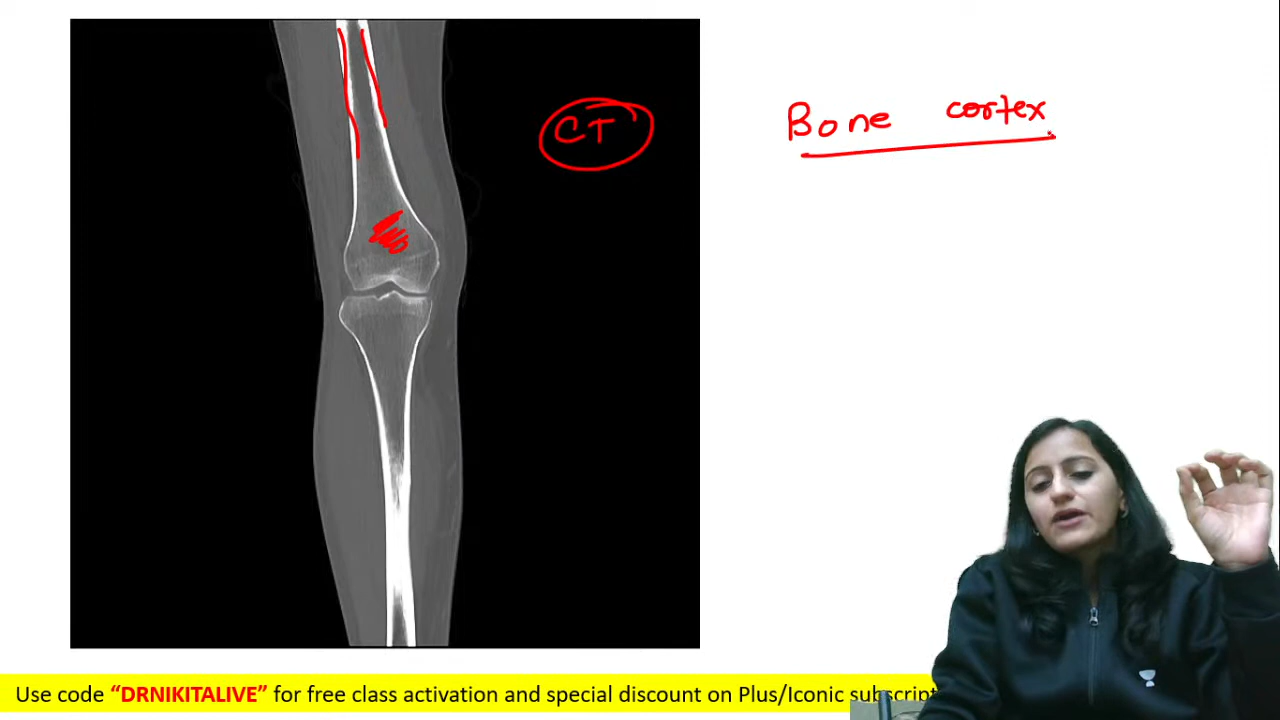 CT
Bone cortex
Use code “DRNIKITALIVE” for free class activation and special discount on Plus/Iconic